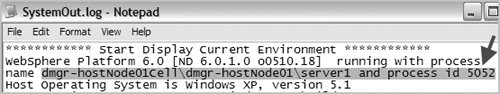 SystemOut.log - Notepad
File Edit Format View Help
************ Start Display Current Environment ************
WebSphere Platform 6.0 [ND 6.0.1.0 o0510.18] running with process
name dmgr-hostNode01Cell\dmgr-hostNode01\server1 and process id 5052
Host Operating System is Windows XP, version 5.1